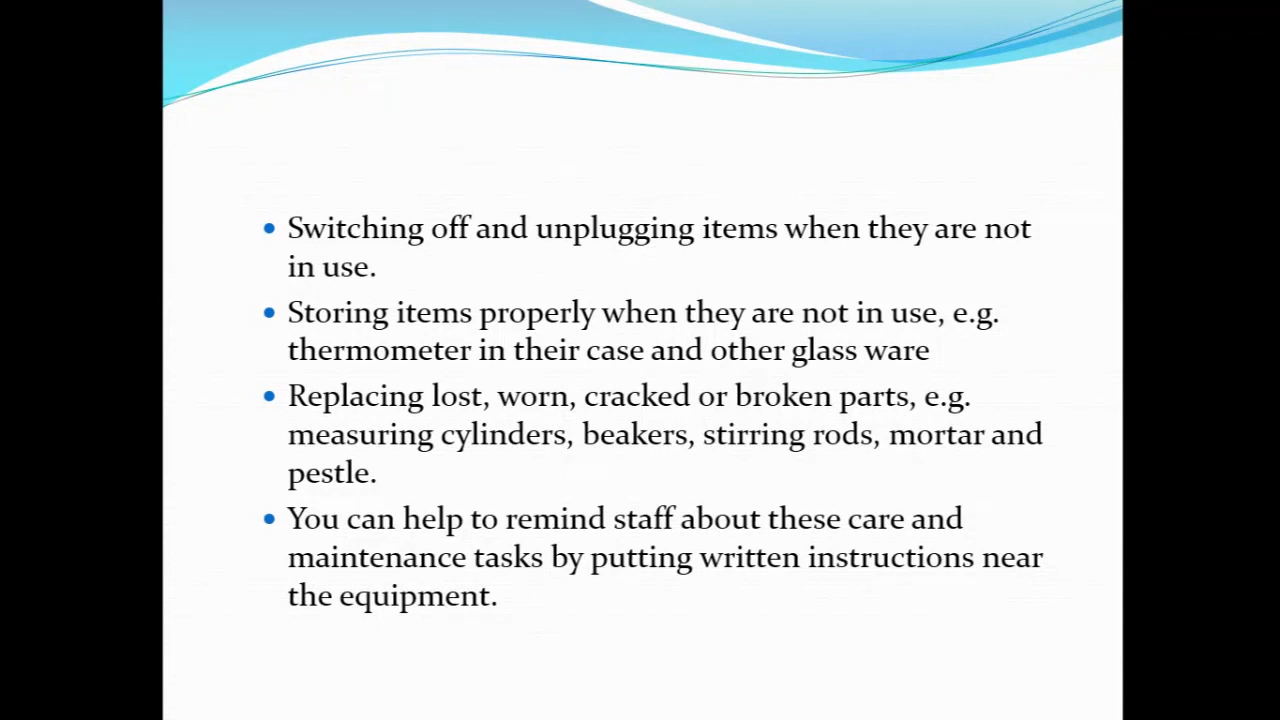 • Switching off and unplugging items when they are not
in use.
• Storing items properly when they are not in use, e.g.
thermometer in their case and other glass ware
• Replacing lost, worn, cracked or broken parts, e.g.
measuring cylinders, beakers, stirring rods, mortar and
pestle.
• You can help to remind staff about these care and
maintenance tasks by putting written instructions near
the equipment.